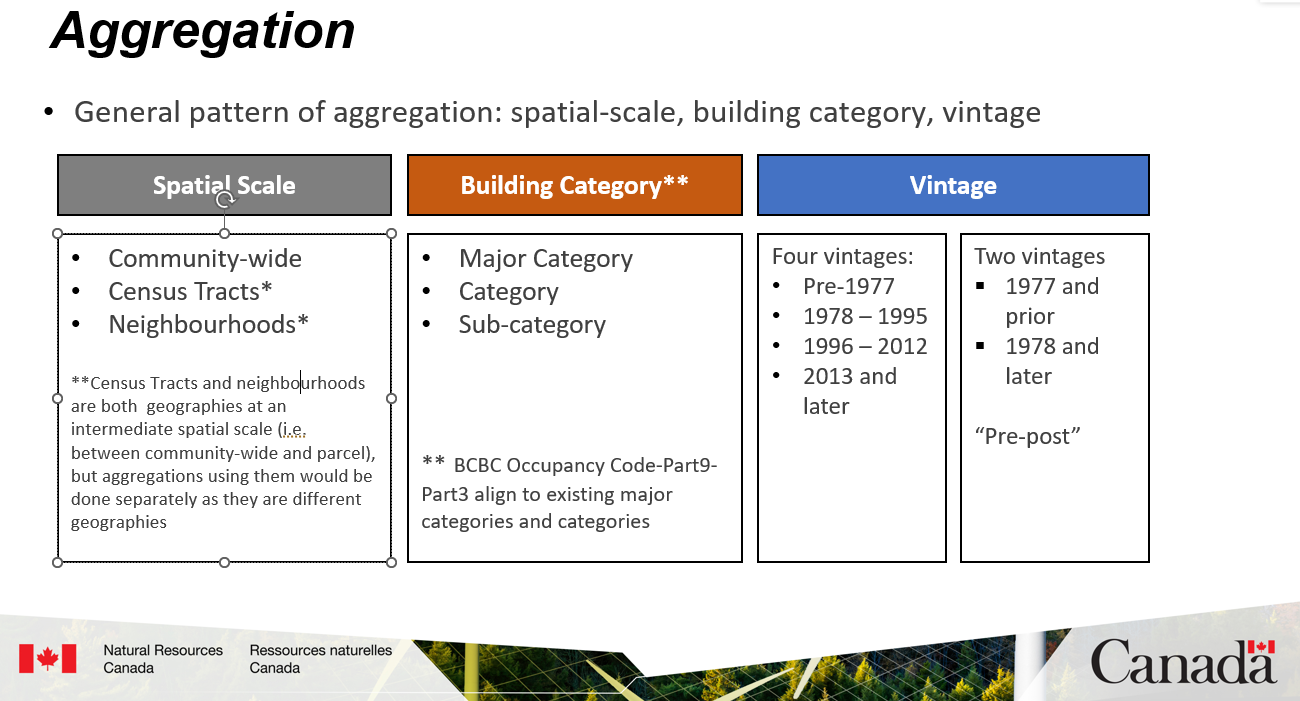 Aggregation
• General pattern of aggregation: spatial-scale, building category, vintage
Spatial Scale
• Community-wide
• Census Tracts*
• Neighbourhoods*
**Census Tracts and neighbourhoods
are both geographies at an
intermediate spatial scale (i.e.
between community-wide and parcel),
but aggregations using them would be
done separately as they are different
geographies
Building Category**
• Major Category
• Category
• Sub-category
** BCBC Occupancy Code-Part9-
Part3 align to existing major
categories and categories
Vintage
Four vintages:
• Pre-1977
• 1978 – 1995
• 1996 – 2012
• 2013 and
later
Two vintages
▪ 1977 and
prior
▪ 1978 and
later
“Pre-post”
Natural Resources
Canada
Ressources naturelles
Canada
Canada